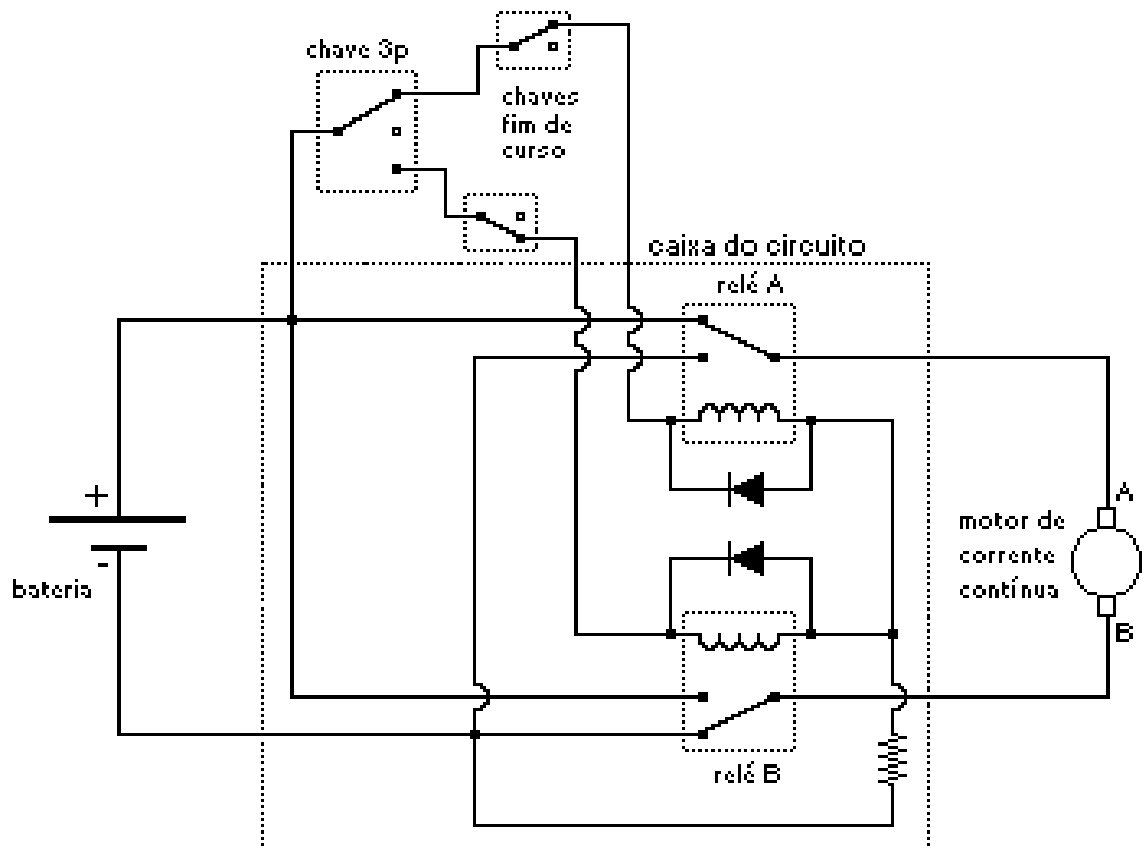 chave 3p
chaves
fim de
curso
caixa do circuito
relé A
+
-
bateria
motor de
corrente
contínua
A
B
relé B